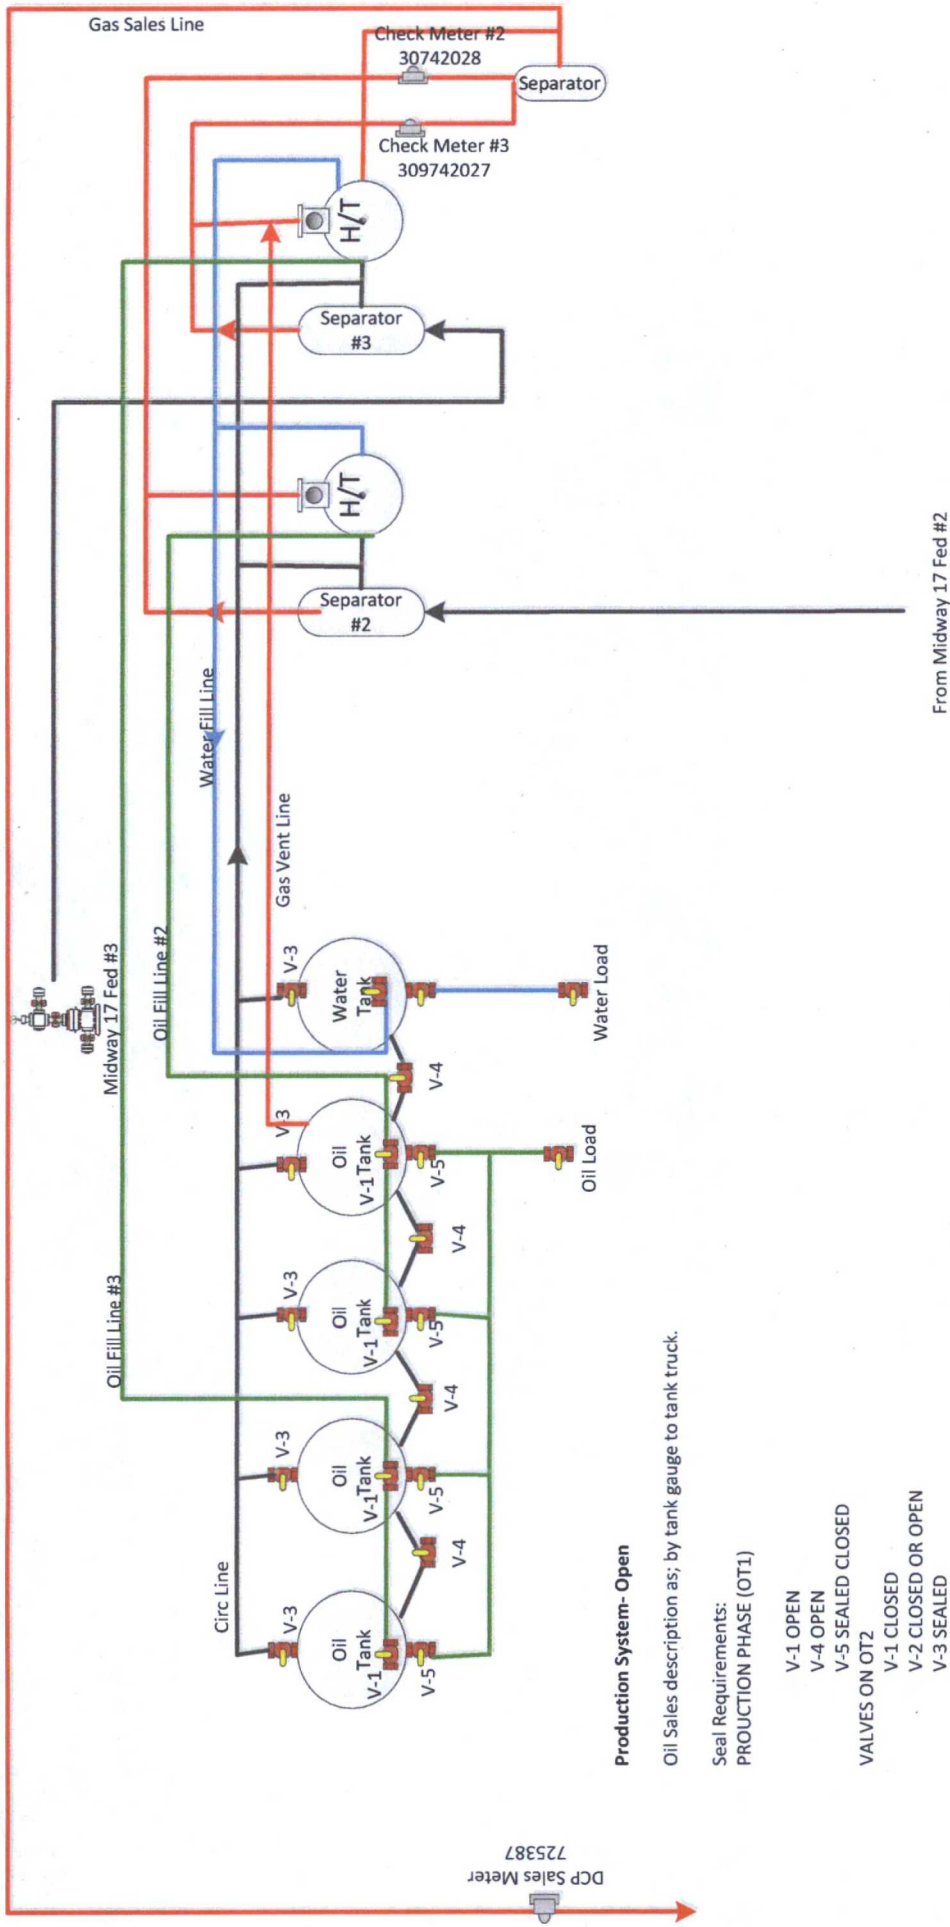 Gas Sales Line
Check Meter #2
30742028
Separator
Check Meter #3
309742027
H/T
Separator
#3
H/T
Separator
#2
Water Fill Line
Gas Vent Line
From Midway 17 Fed #2
Midway 17 Fed #3
Oil Fill Line #2
V-3
Water
Tank
Water Load
V-4
V-3
Oil
Tank
V-1
V-5
Oil Load
V-4
Oil Fill Line #3
V-3
Oil
Tank
V-1
V-5
V-4
V-3
Oil
Tank
V-1
V-5
V-4
Circ Line
V-3
Oil
Tank
V-1
V-5
Production System- Open
Oil Sales description as; by tank gauge to tank truck.
Seal Requirements:
PROUCTION PHASE (OT1)
V-1 OPEN
V-4 OPEN
V-5 SEALED CLOSED
VALVES ON OT2
V-1 CLOSED
V-2 CLOSED OR OPEN
V-3 SEALED
DCP Sales Meter
725387